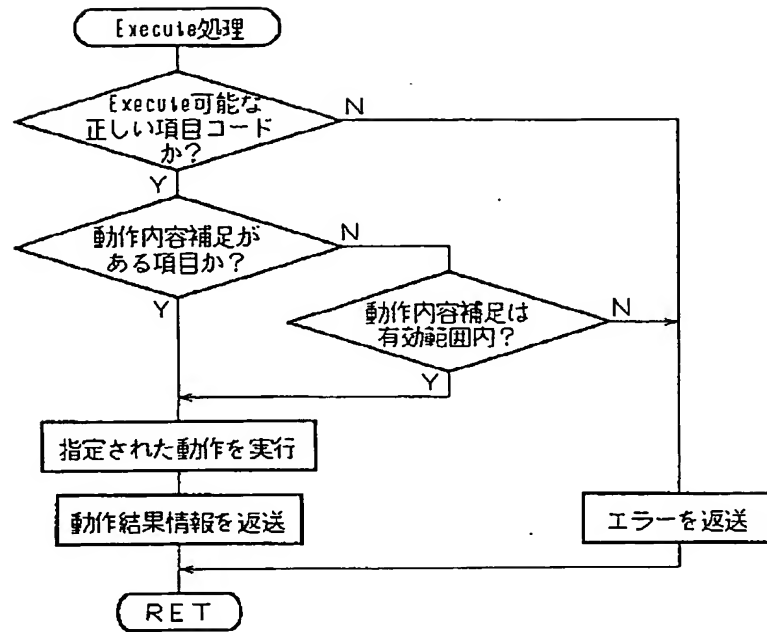 Execute処理
Execute可能な
正しい項目コード
か?
N
Y
動作内容補足が
ある項目か?
N
Y
動作内容補足は
有効範囲内?
N
Y
指定された動作を実行
動作結果情報を返送
エラーを返送
RET